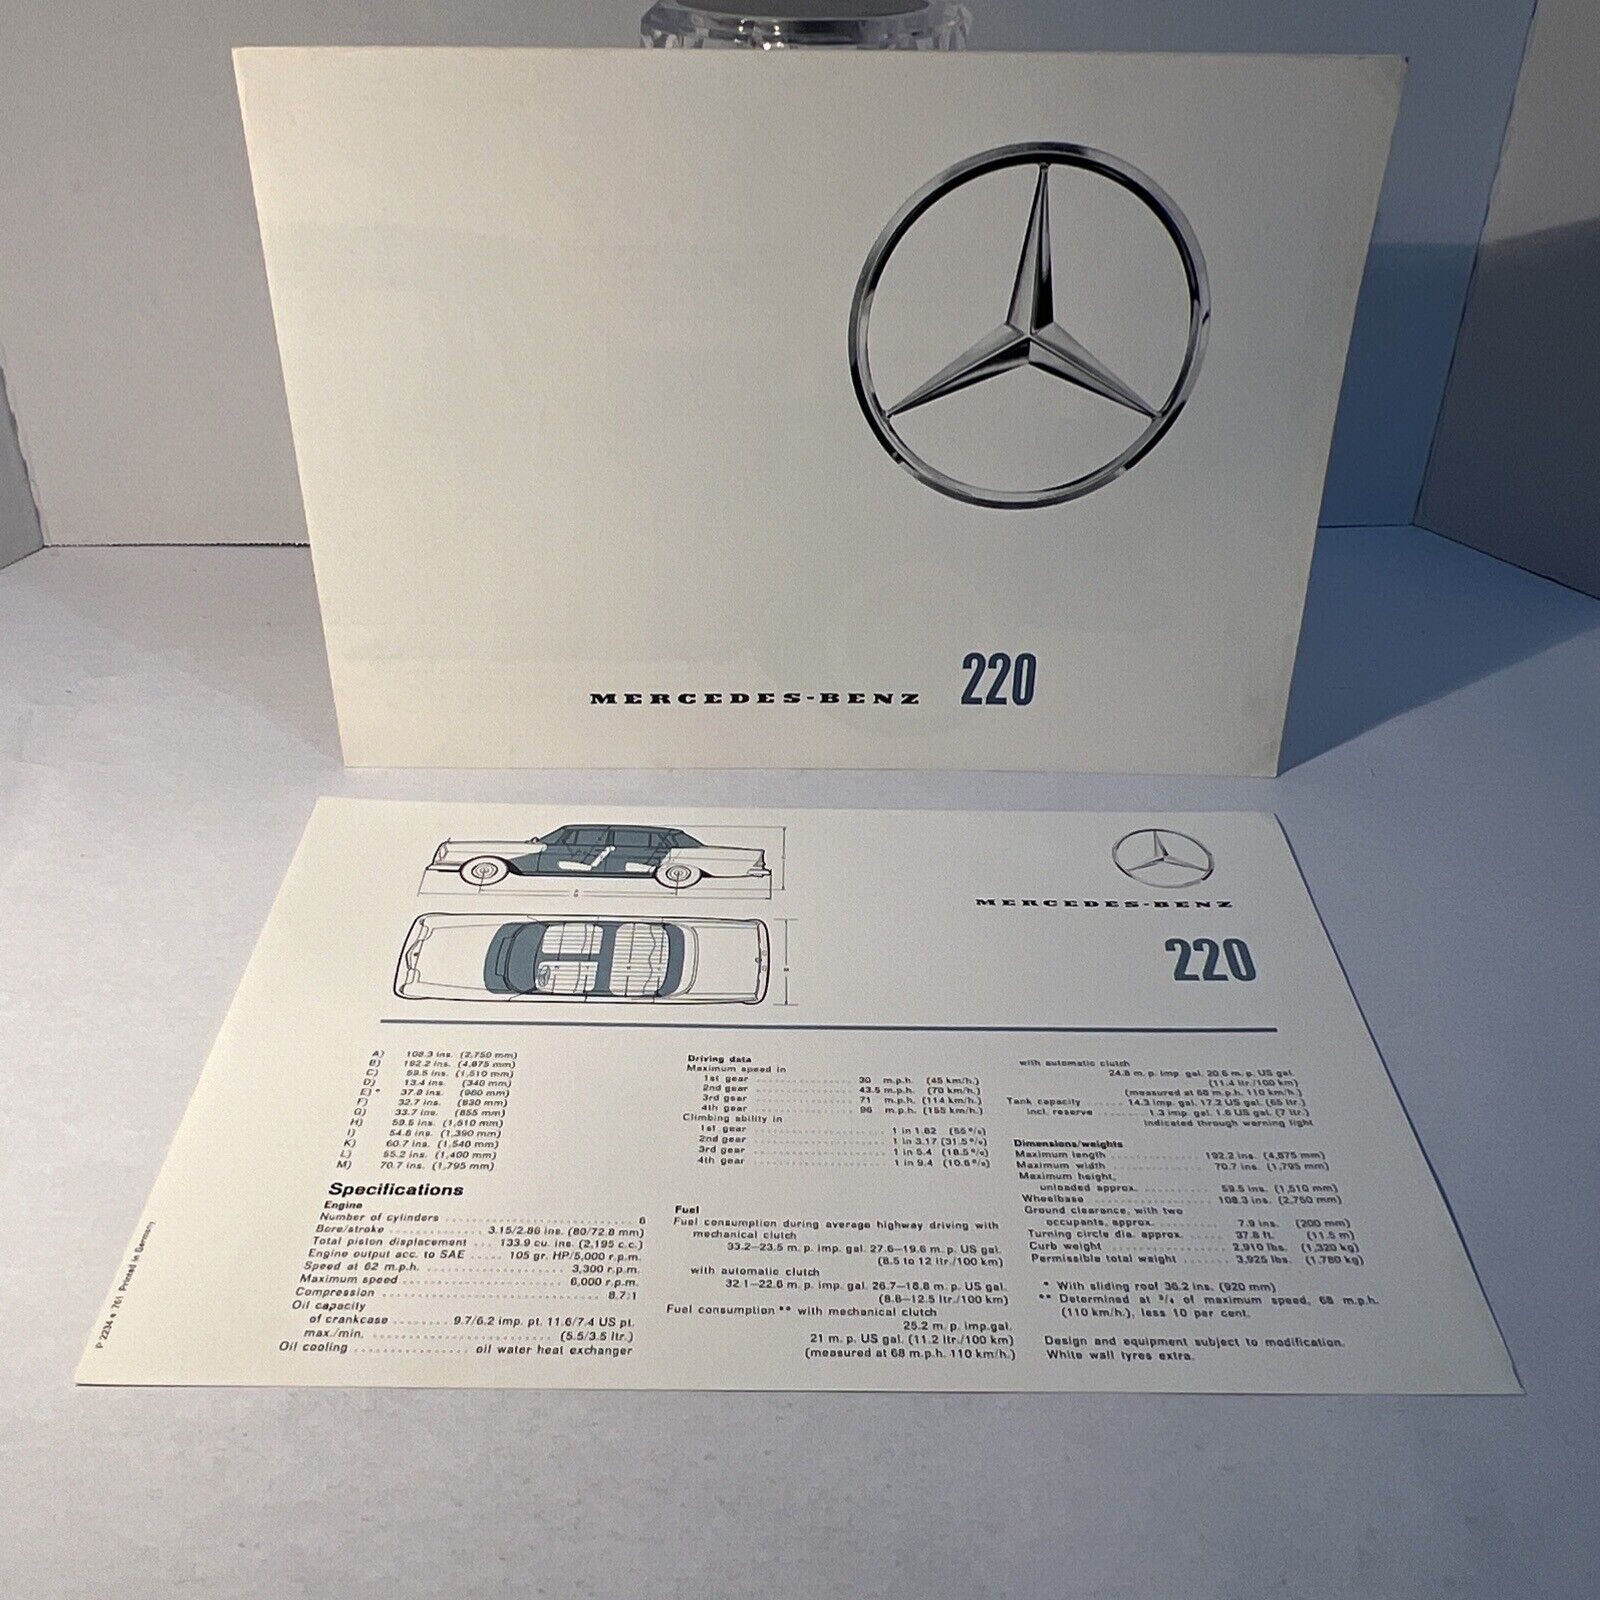 MERCEDES-BENZ 220
MERCEDES-BENZ
220
A) 108.3 ins. (2,750 mm)
B) 192.2 ins. (4,875 mm)
C) 59.5 ins. (1,510 mm)
D) 13.4 ins. (340 mm)
E)* 37.8 ins. (960 mm)
F) 32.7 ins. (830 mm)
G) 33.7 ins. (855 mm)
H) 59.5 ins. (1,510 mm)
I) 54.8 ins. (1,390 mm)
K) 60.7 ins. (1,540 mm)
L) 55.2 ins. (1,400 mm)
M) 70.7 ins. (1,795 mm)
Specifications
Engine
Number of cylinders 6
Bore/stroke 3.15/2.86 ins. (80/72.8 mm)
Total piston displacement 133.9 cu. ins. (2,195 c.c.)
Engine output acc. to SAE 105 gr. HP/5,000 r.p.m.
Speed at 62 m.p.h. 3,300 r.p.m.
Maximum speed 6,000 r.p.m.
Compression 8.7:1
Oil capacity
of crankcase 9.7/6.2 imp. pt. 11.6/7.4 US pt.
max./min. (5.5/3.5 ltr.)
Oil cooling oil water heat exchanger
Driving data
Maximum speed in
1st gear 30 m.p.h. (45 km/h.)
2nd gear 43.5 m.p.h. (70 km/h.)
3rd gear 71 m.p.h. (114 km/h.)
4th gear 96 m.p.h. (155 km/h.)
Climbing ability in
1st gear 1 in 1.82 (55 %)
2nd gear 1 in 3.17 (31.5 %)
3rd gear 1 in 5.4 (18.5 %)
4th gear 1 in 9.4 (10.6 %)
Fuel
Fuel consumption during average highway driving with
mechanical clutch
33.2–23.5 m. p. imp. gal. 27.6–19.6 m. p. US gal.
(8.5 to 12 ltr./100 km)
with automatic clutch
32.1–22.6 m. p. imp. gal. 26.7–18.8 m. p. US gal.
(8.8–12.5 ltr./100 km)
Fuel consumption ** with mechanical clutch
25.2 m. p. imp.gal.
21 m. p. US gal. (11.2 ltr./100 km)
(measured at 68 m.p.h. 110 km/h.)
with automatic clutch
24.8 m. p. imp. gal. 20.6 m. p. US gal.
(11.4 ltr./100 km)
(measured at 68 m.p.h. 110 km/h.)
Tank capacity 14.3 imp. gal. 17.2 US gal. (65 ltr.)
incl. reserve 1.3 imp. gal. 1.6 US gal. (7 ltr.)
indicated through warning light
Dimensions/weights
Maximum length 192.2 ins. (4,875 mm)
Maximum width 70.7 ins. (1,795 mm)
Maximum height,
unloaded approx. 59.5 ins. (1,510 mm)
Wheelbase 108.3 ins. (2,750 mm)
Ground clearance, with two
occupants, approx. 7.9 ins. (200 mm)
Turning circle dia. approx. 37.8 ft. (11.5 m)
Curb weight 2,910 lbs. (1,320 kg)
Permissible total weight 3,925 lbs. (1,780 kg)
* With sliding roof 36.2 ins. (920 mm)
** Determined at 3/4 of maximum speed, 68 m.p.h.
(110 km/h.), less 10 per cent.
Design and equipment subject to modification.
White wall tyres extra.
P 2234 e 761 Printed in Germany